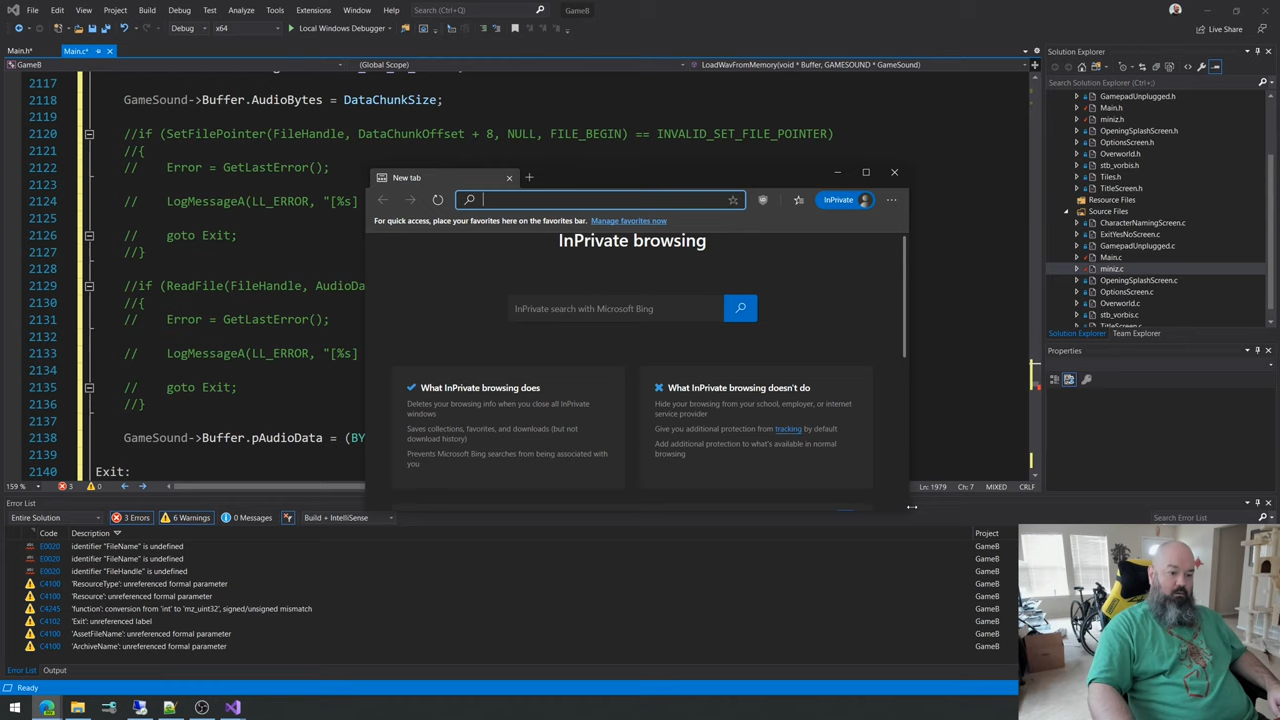 File Edit View Git Project Build Debug Test Analyze Tools Extensions Window Help Search (Ctrl+Q) GameB
Debug x64 Local Windows Debugger Live Share
Main.h* Main.c*
GameB (Global Scope) LoadWavFromMemory(void * Buffer, GAMESOUND * GameSound)
2117
2118 GameSound->Buffer.AudioBytes = DataChunkSize;
2119
2120 //if (SetFilePointer(FileHandle, DataChunkOffset + 8, NULL, FILE_BEGIN) == INVALID_SET_FILE_POINTER)
2121 //{
2122 // Error = GetLastError();
2123
2124 // LogMessageA(LL_ERROR, "[%s]
2125
2126 // goto Exit;
2127 //}
2128
2129 //if (ReadFile(FileHandle, AudioDa
2130 //{
2131 // Error = GetLastError();
2132
2133 // LogMessageA(LL_ERROR, "[%s]
2134
2135 // goto Exit;
2136 //}
2137
2138 GameSound->Buffer.pAudioData = (BY
2139
2140 Exit:
159 % 3 0 Ln: 1979 Ch: 7 MIXED CRLF
New tab
InPrivate
For quick access, place your favorites here on the favorites bar. Manage favorites now
InPrivate browsing
InPrivate search with Microsoft Bing
What InPrivate browsing does
Deletes your browsing info when you close all InPrivate
windows
Saves collections, favorites, and downloads (but not
download history)
Prevents Microsoft Bing searches from being associated with
you
What InPrivate browsing doesn't do
Hide your browsing from your school, employer, or internet
service provider
Give you additional protection from tracking by default
Add additional protection to what's available in normal
browsing
Solution Explorer
Search Solution Explorer
GamepadUnplugged.h
Main.h
miniz.h
OpeningSplashScreen.h
OptionsScreen.h
Overworld.h
stb_vorbis.h
Tiles.h
TitleScreen.h
Resource Files
Source Files
CharacterNamingScreen.c
ExitYesNoScreen.c
GamepadUnplugged.c
Main.c
miniz.c
OpeningSplashScreen.c
OptionsScreen.c
Overworld.c
stb_vorbis.c
TitleScreen.c
Solution Explorer Team Explorer
Properties
Error List
Entire Solution 3 Errors 6 Warnings 0 Messages Build + IntelliSense Search Error List
Code Description Project
E0020 identifier "FileName" is undefined GameB
E0020 identifier "FileName" is undefined GameB
E0020 identifier "FileHandle" is undefined GameB
C4100 'ResourceType': unreferenced formal parameter GameB
C4100 'Resource': unreferenced formal parameter GameB
C4245 'function': conversion from 'int' to 'mz_uint32', signed/unsigned mismatch GameB
C4102 'Exit': unreferenced label GameB
C4100 'AssetFileName': unreferenced formal parameter GameB
C4100 'ArchiveName': unreferenced formal parameter GameB
Error List Output
Ready